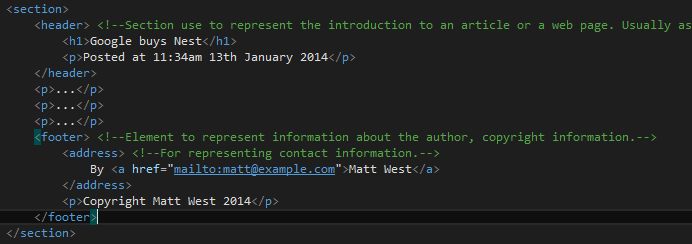 <section>
    <header> <!--Section use to represent the introduction to an article or a web page. Usually as
        <h1>Google buys Nest</h1>
        <p>Posted at 11:34am 13th January 2014</p>
    </header>
    <p>...</p>
    <p>...</p>
    <p>...</p>
    <footer> <!--Element to represent information about the author, copyright information.-->
        <address> <!--For representing contact information.-->
            By <a href="mailto:matt@example.com">Matt West</a>
        </address>
        <p>Copyright Matt West 2014</p>
    </footer>
</section>